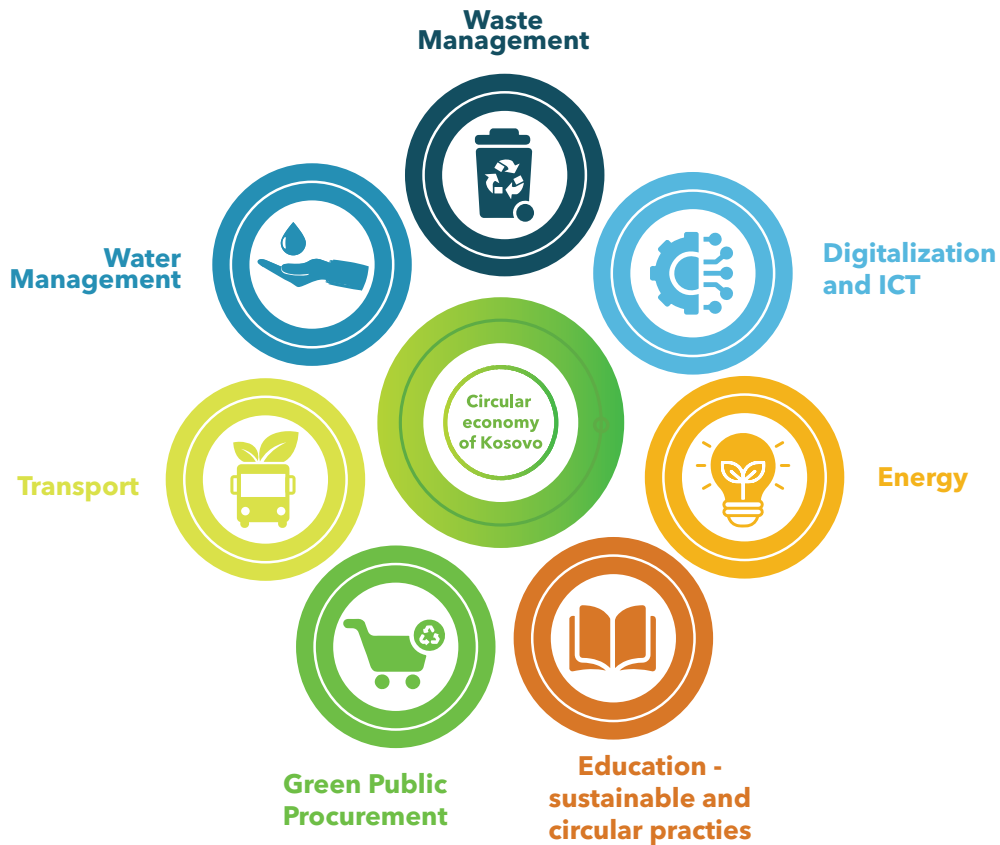 Waste
Management
Water
Management
Digitalization
and ICT
Circular
economy
of Kosovo
Transport
Energy
Green Public
Procurement
Education -
sustainable and
circular practies